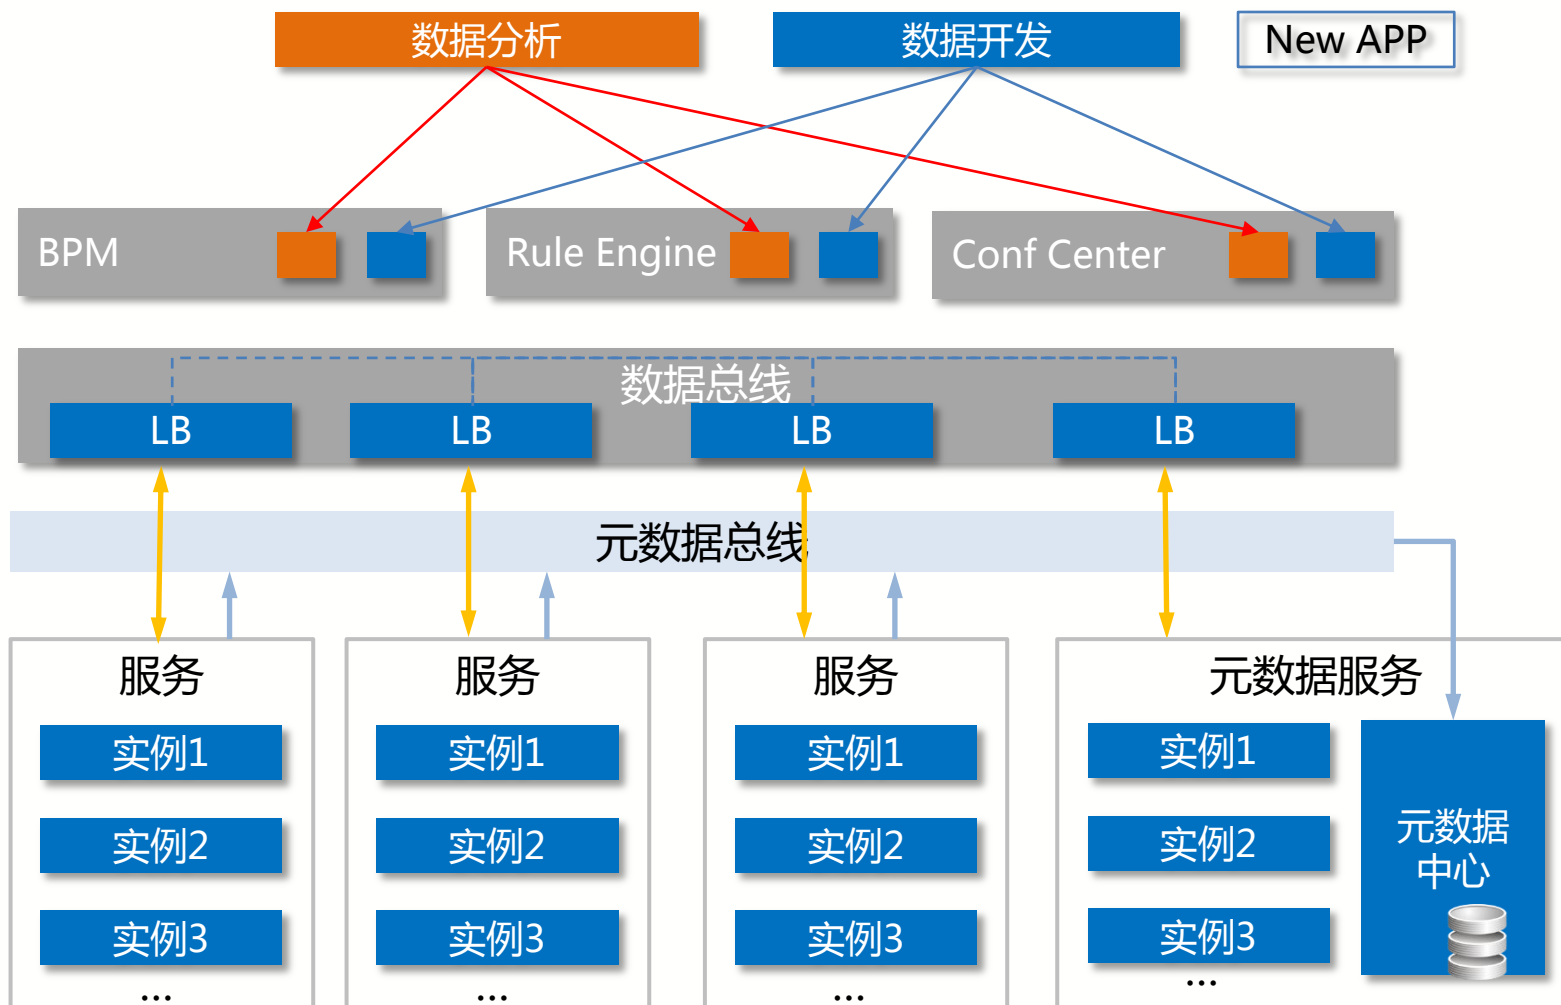 数据分析
数据开发
New APP
BPM
Rule Engine
Conf Center
数据总线
LB
LB
LB
LB
元数据总线
服务
服务
服务
元数据服务
实例1
实例1
实例1
实例1
实例2
实例2
实例2
实例2
实例3
实例3
实例3
实例3
元数据
中心
...
...
...
...